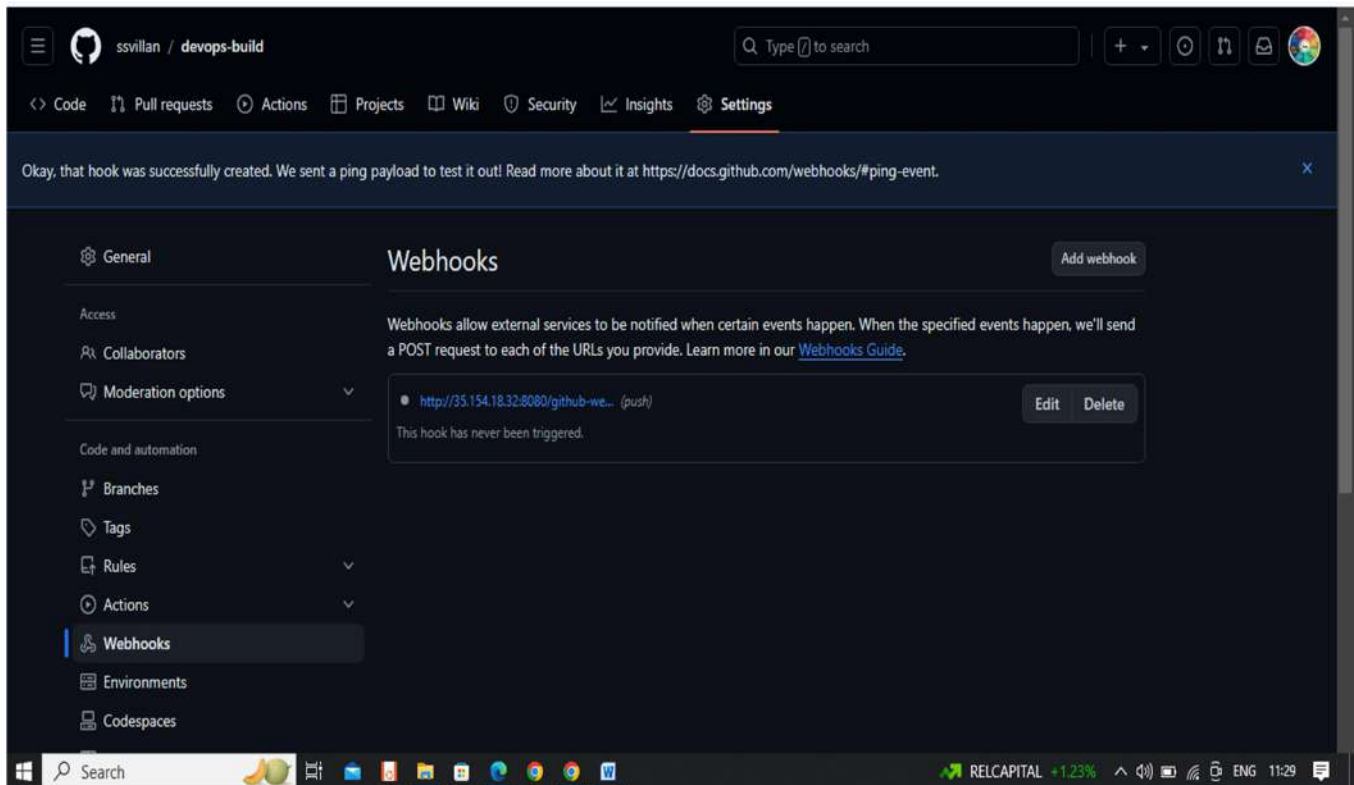 ssvillan / devops-build
Type / to search
Code Pull requests Actions Projects Wiki Security Insights Settings
Okay, that hook was successfully created. We sent a ping payload to test it out! Read more about it at https://docs.github.com/webhooks/#ping-event.
General
Access
Collaborators
Moderation options
Code and automation
Branches
Tags
Rules
Actions
Webhooks
Environments
Codespaces
Webhooks
Add webhook
Webhooks allow external services to be notified when certain events happen. When the specified events happen, we'll send
a POST request to each of the URLs you provide. Learn more in our Webhooks Guide.
http://35.154.18.32:8080/github-we... (push)
Edit Delete
This hook has never been triggered.
Search
RELCAPITAL +1.23% ENG 11:29